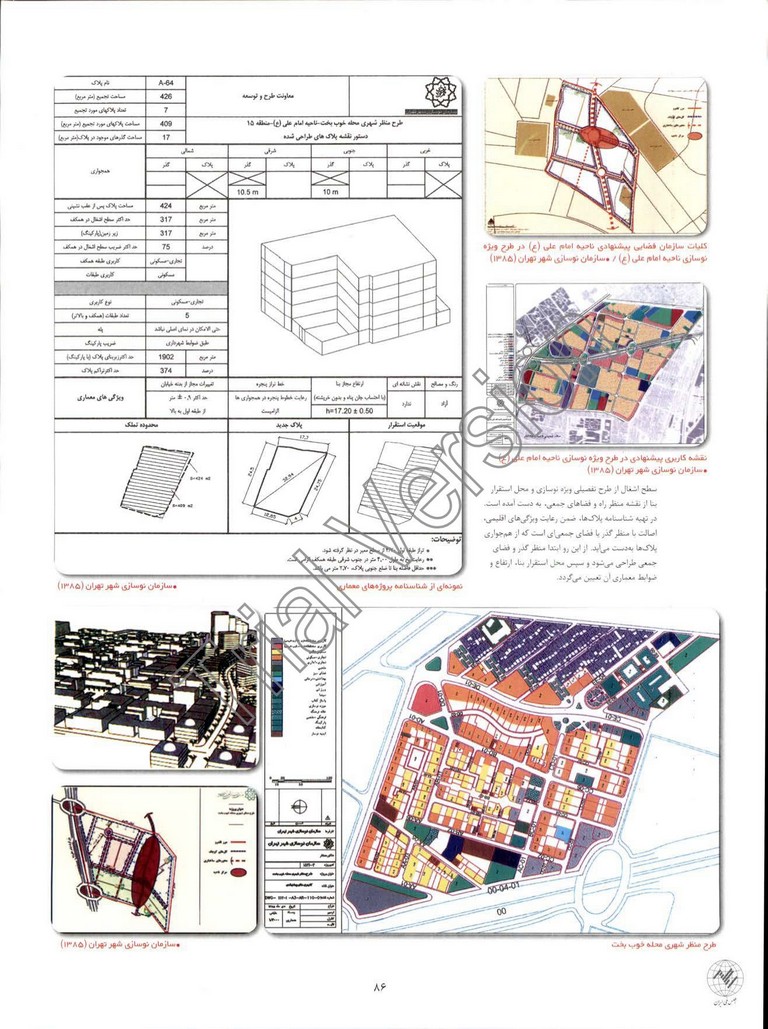 نام پلاک
A-64
مساحت تجمیع (متر مربع)
426
تعداد پلاکهای مورد تجمیع
7
مساحت پلاکهای مورد تجمیع (متر مربع)
409
مساحت گذرهای موجود در پلاک(متر مربع)
17
معاونت طرح و توسعه
طرح منظر شهری محله خوب بخت-ناحیه امام علی (ع)-منطقه ۱۵
دستور نقشه پلاک های طراحی شده
همجواری
شمالی
شرقی
جنوبی
غربی
گذر
پلاک
گذر
پلاک
گذر
پلاک
گذر
پلاک
10.5 m
10 m
مساحت پلاک پس از عقب نشینی
424
متر مربع
حد اکثر سطح اشغال در همکف
317
متر مربع
زیر زمین(پارکینگ)
317
متر مربع
حد اکثر ضریب سطح اشغال در همکف
75
درصد
کاربری طبقه همکف
تجاری-مسکونی
کاربری طبقات
مسکونی
نوع کاربری
تجاری-مسکونی
تعداد طبقات (همکف و بالاتر)
5
پله
حتی الامکان در نمای اصلی نباشد
ضریب پارکینگ
طبق ضوابط شهرداری
حد اکثرزیربنای پلاک (با پارکینگ)
1902
متر مربع
حد اکثرتراکم پلاک
374
درصد
ویژگی های معماری
تغییرات مجاز از بدنه خیابان
حد اکثر ۰.۹ ± متر
از طبقه اول به بالا
خط تراز پنجره
رعایت خطوط پنجره در همجواری ها
الزامیست
ارتفاع مجاز بنا
(با احتساب جان پناه و بدون خرپشته)
h=17.20 ± 0.50
نقش نشانه ای
ندارد
رنگ و مصالح
آزاد
محدوده تملک
پلاک جدید
موقعیت استقرار
توضیحات:
نمونه‌ای از شناسنامه پروژه‌های معماری
•سازمان نوسازی شهر تهران (۱۳۸۵)
کلیات سازمان فضایی پیشنهادی ناحیه امام علی (ع) در طرح ویژه
نوسازی ناحیه امام علی (ع) / •سازمان نوسازی شهر تهران (۱۳۸۵)
نقشه کاربری پیشنهادی در طرح ویژه نوسازی ناحیه امام علی (ع)
•سازمان نوسازی شهر تهران (۱۳۸۵)
سطح اشغال از طرح تفصیلی ویژه نوسازی و محل استقرار
بنا از نقشه منظر راه و فضاهای جمعی، به دست آمده است.
در تهیه شناسنامه پلاک‌ها، ضمن رعایت ویژگی‌های اقلیمی،
اصالت با منظر گذر یا فضای جمعی‌ای است که از هم‌جواری
پلاک‌ها به‌دست می‌آید. از این رو ابتدا منظر گذر و فضای
جمعی طراحی می‌شود و سپس محل استقرار بنا، ارتفاع و
ضوابط معماری آن تعیین می‌گردد.
Trial Version
سازمان نوسازی شهر تهران
00-04-01
00
•سازمان نوسازی شهر تهران (۱۳۸۵)
طرح منظر شهری محله خوب بخت
۸۶